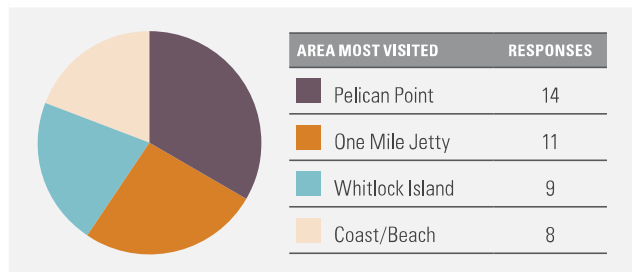 AREA MOST VISITED RESPONSES
Pelican Point 14
One Mile Jetty 11
Whitlock Island 9
Coast/Beach 8